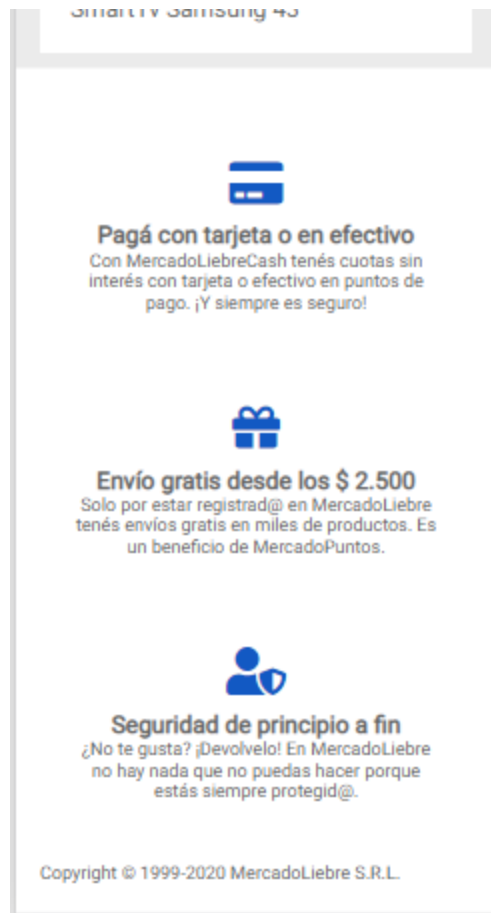 SmartTV Samsung 43
Pagá con tarjeta o en efectivo
Con MercadoLiebreCash tenés cuotas sin
interés con tarjeta o efectivo en puntos de
pago. ¡Y siempre es seguro!
Envío gratis desde los $ 2.500
Solo por estar registrad@ en MercadoLiebre
tenés envíos gratis en miles de productos. Es
un beneficio de MercadoPuntos.
Seguridad de principio a fin
¿No te gusta? ¡Devolvelo! En MercadoLiebre
no hay nada que no puedas hacer porque
estás siempre protegid@.
Copyright © 1999-2020 MercadoLiebre S.R.L.